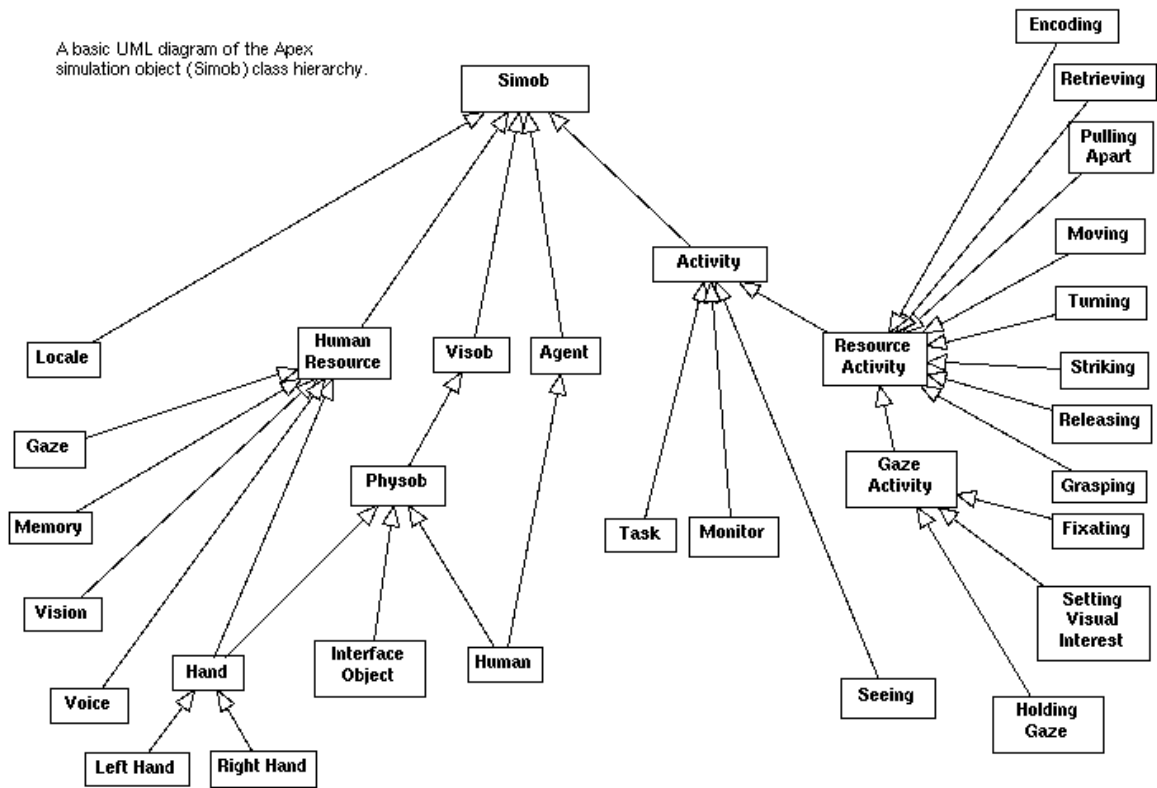 A basic UML diagram of the Apex
simulation object (Simob) class hierarchy.
Simob
Encoding
Retrieving
Pulling
Apart
Moving
Activity
Turning
Locale
Human
Resource
Visob
Agent
Resource
Activity
Striking
Releasing
Gaze
Physob
Gaze
Activity
Grasping
Memory
Task
Monitor
Fixating
Vision
Setting
Visual
Interest
Hand
Interface
Object
Human
Voice
Seeing
Holding
Gaze
Left Hand
Right Hand